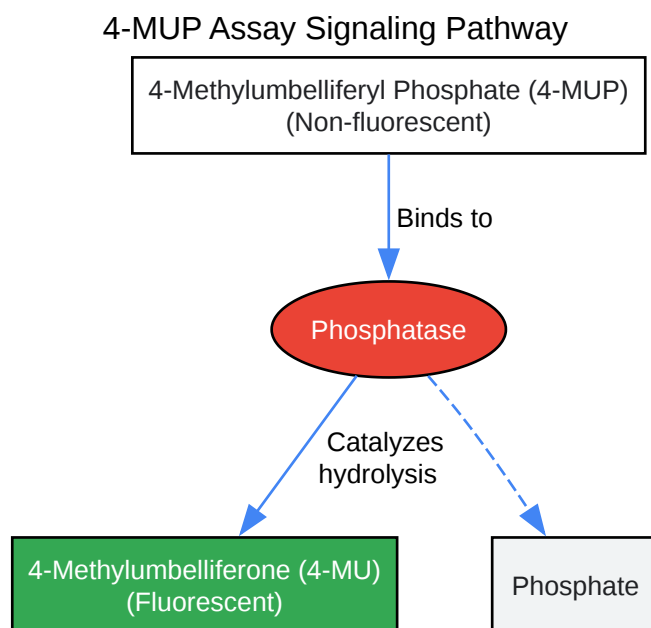 4-MUP Assay Signaling Pathway
4-Methylumbelliferyl Phosphate (4-MUP)
(Non-fluorescent)
Binds to
Phosphatase
Catalyzes
hydrolysis
4-Methylumbelliferone (4-MU)
(Fluorescent)
Phosphate